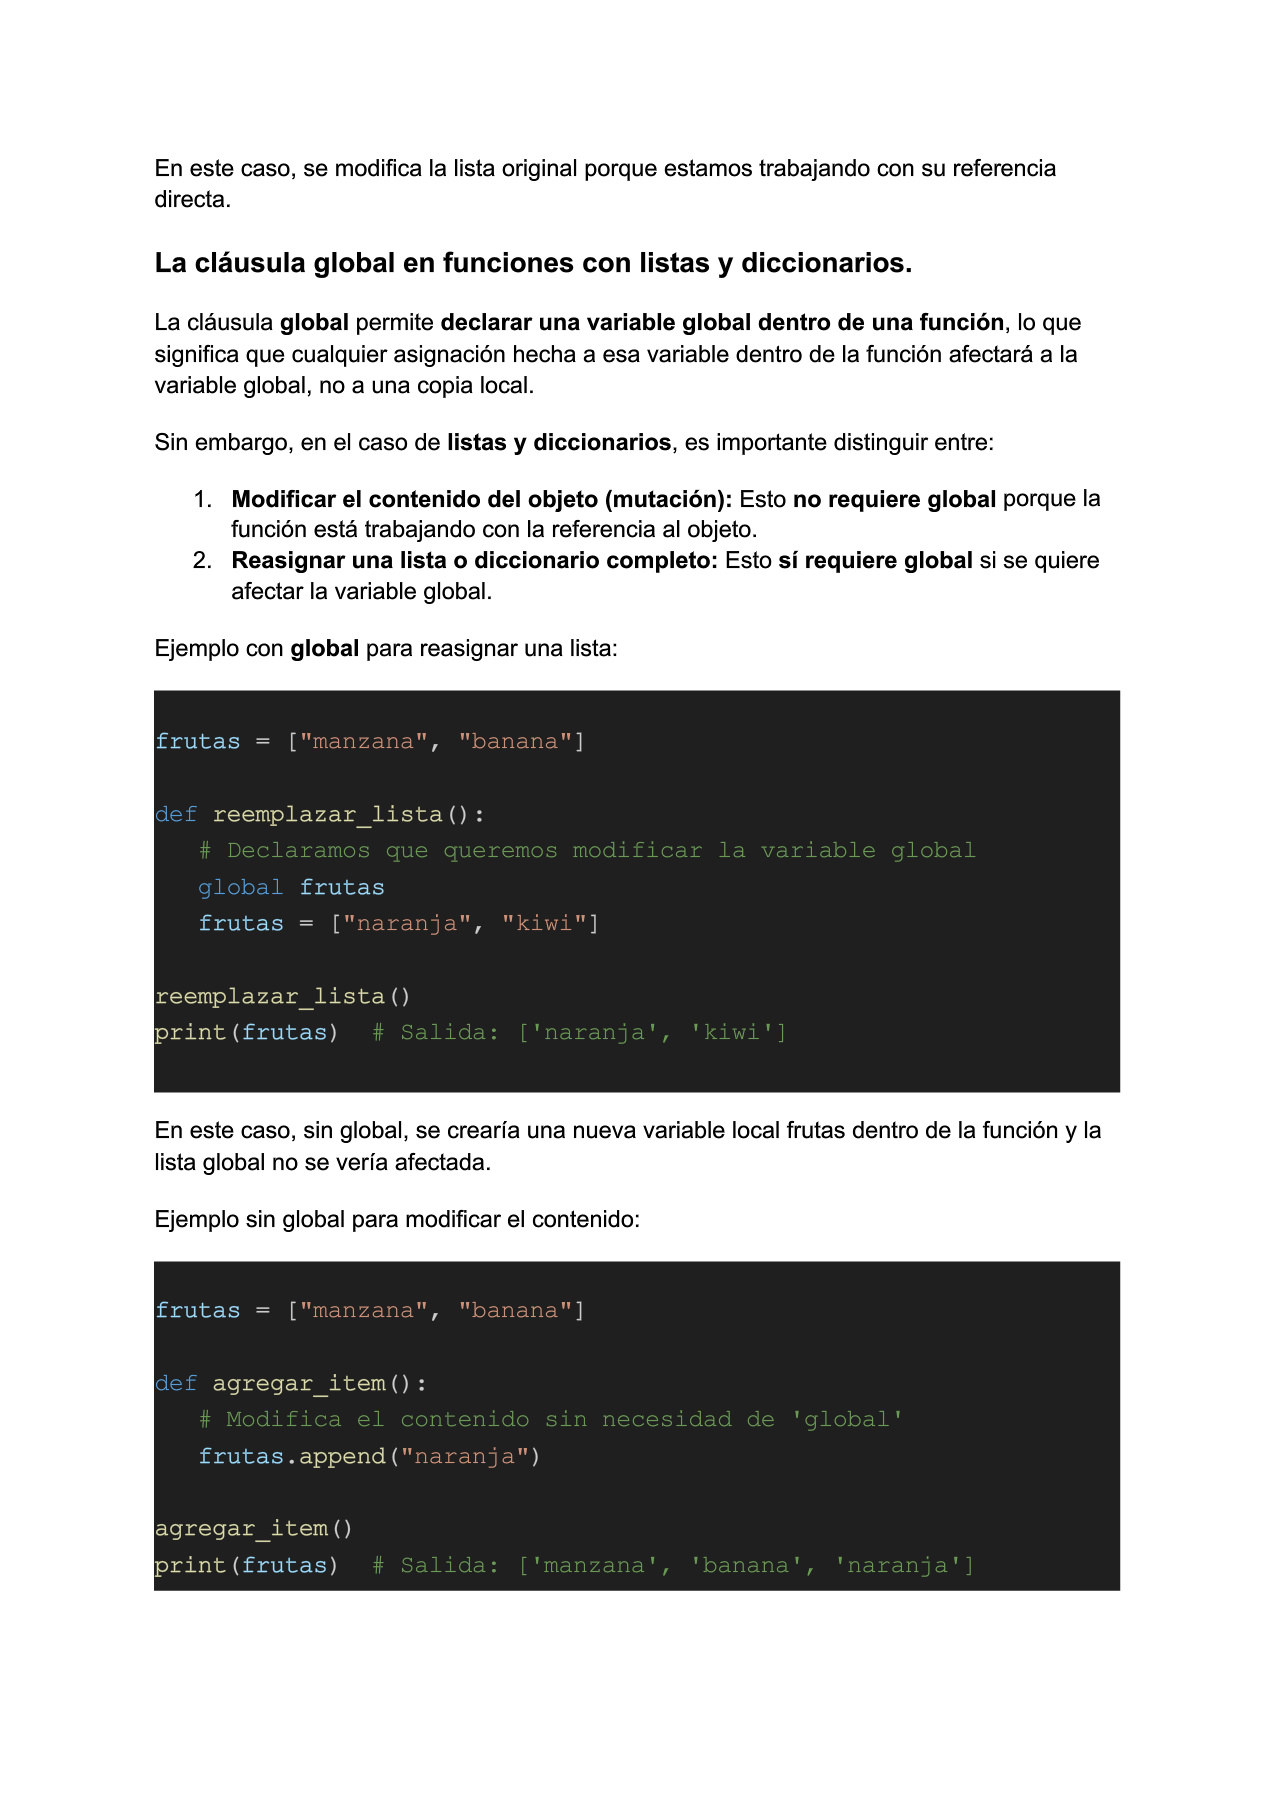 En este caso, se modifica la lista original porque estamos trabajando con su referencia
directa.
La cláusula global en funciones con listas y diccionarios.
La cláusula global permite declarar una variable global dentro de una función, lo que
significa que cualquier asignación hecha a esa variable dentro de la función afectará a la
variable global, no a una copia local.
Sin embargo, en el caso de listas y diccionarios, es importante distinguir entre:
1. Modificar el contenido del objeto (mutación): Esto no requiere global porque la
función está trabajando con la referencia al objeto.
2. Reasignar una lista o diccionario completo: Esto sí requiere global si se quiere
afectar la variable global.
Ejemplo con global para reasignar una lista:
frutas = ["manzana", "banana"]
def reemplazar_lista():
   # Declaramos que queremos modificar la variable global
   global frutas
   frutas = ["naranja", "kiwi"]
reemplazar_lista()
print(frutas)  # Salida: ['naranja', 'kiwi']
En este caso, sin global, se crearía una nueva variable local frutas dentro de la función y la
lista global no se vería afectada.
Ejemplo sin global para modificar el contenido:
frutas = ["manzana", "banana"]
def agregar_item():
   # Modifica el contenido sin necesidad de 'global'
   frutas.append("naranja")
agregar_item()
print(frutas)  # Salida: ['manzana', 'banana', 'naranja']